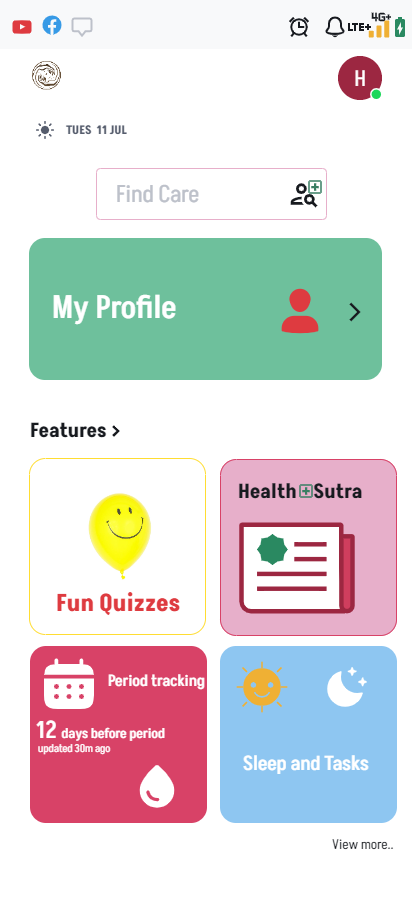 LTE+ 4G+
H
TUES 11 JUL
Find Care
My Profile
Features
Health Sutra
Fun Quizzes
Period tracking
12 days before period
updated 30m ago
Sleep and Tasks
View more..